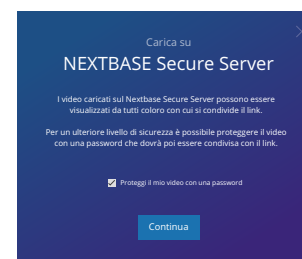 Carica su
NEXTBASE Secure Server
I video caricati sul Nextbase Secure Server possono essere
visualizzati da tutti coloro con cui si condivide il link.
Per un ulteriore livello di sicurezza è possibile proteggere il video
con una password che dovrà poi essere condivisa con il link.
Proteggi il mio video con una password
Continua